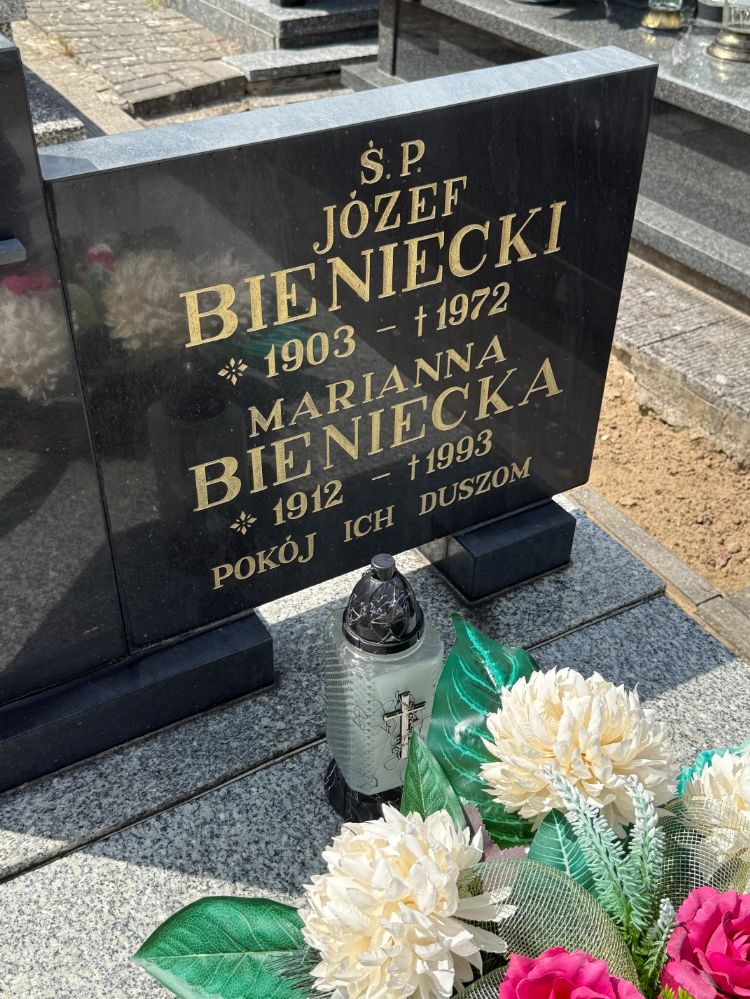 Ś. P.
JÓZEF
BIENIECKI
* 1903 – † 1972
MARIANNA
BIENIECKA
* 1912 – † 1993
POKÓJ ICH DUSZOM